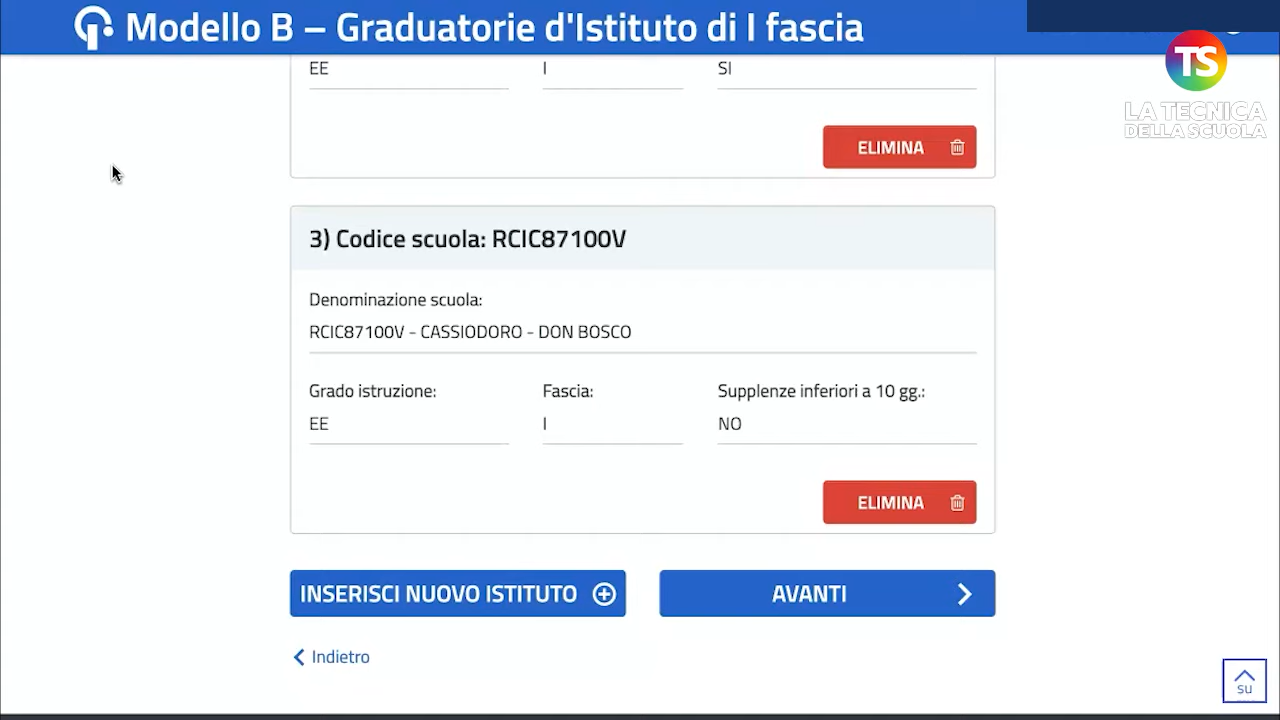 Modello B – Graduatorie d'Istituto di I fascia
TS
LA TECNICA
DELLA SCUOLA
EE I SI
ELIMINA
3) Codice scuola: RCIC87100V
Denominazione scuola:
RCIC87100V - CASSIODORO - DON BOSCO
Grado istruzione: Fascia: Supplenze inferiori a 10 gg.:
EE I NO
ELIMINA
INSERISCI NUOVO ISTITUTO AVANTI
Indietro
su